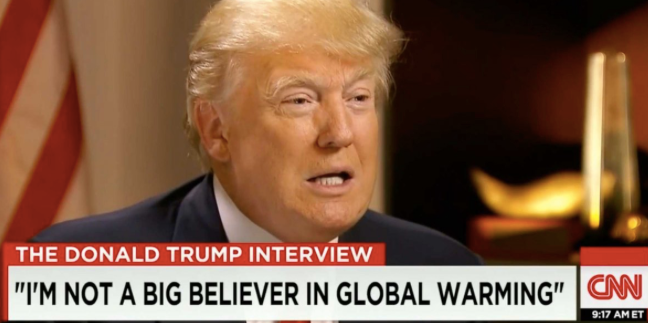 THE DONALD TRUMP INTERVIEW
"I'M NOT A BIG BELIEVER IN GLOBAL WARMING"
CNN
9:17 AM ET